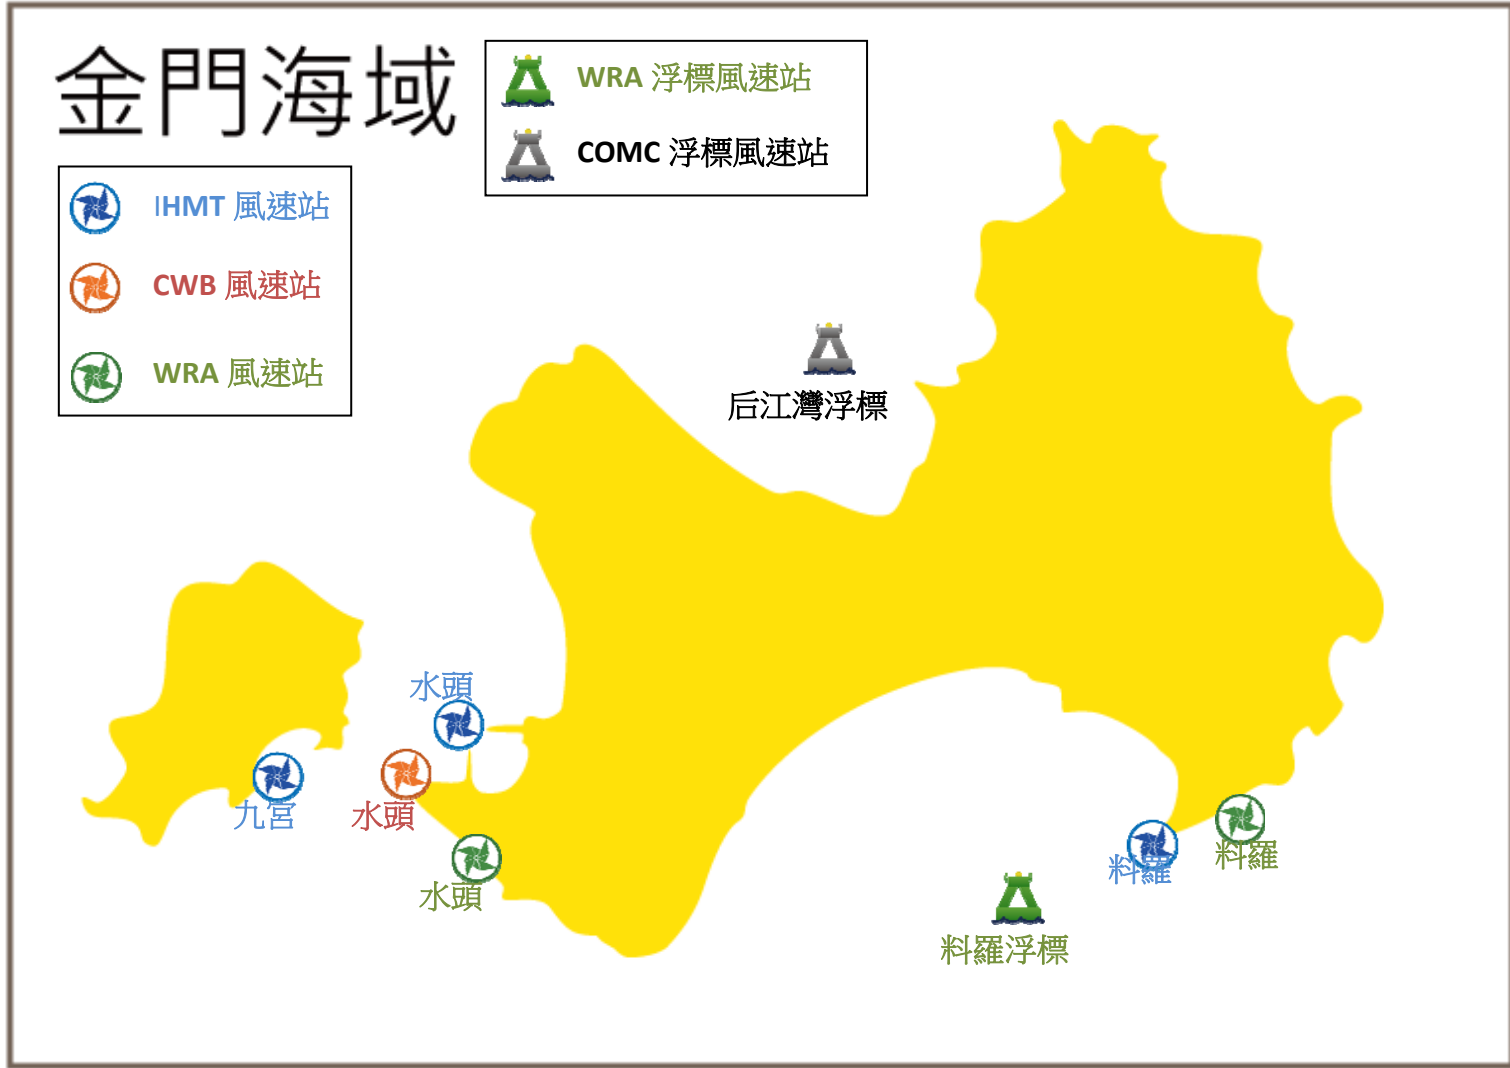 金門海域
WRA 浮標風速站
COMC 浮標風速站
IHMT 風速站
CWB 風速站
WRA 風速站
后江灣浮標
水頭
九宮
水頭
水頭
料羅
料羅
料羅浮標